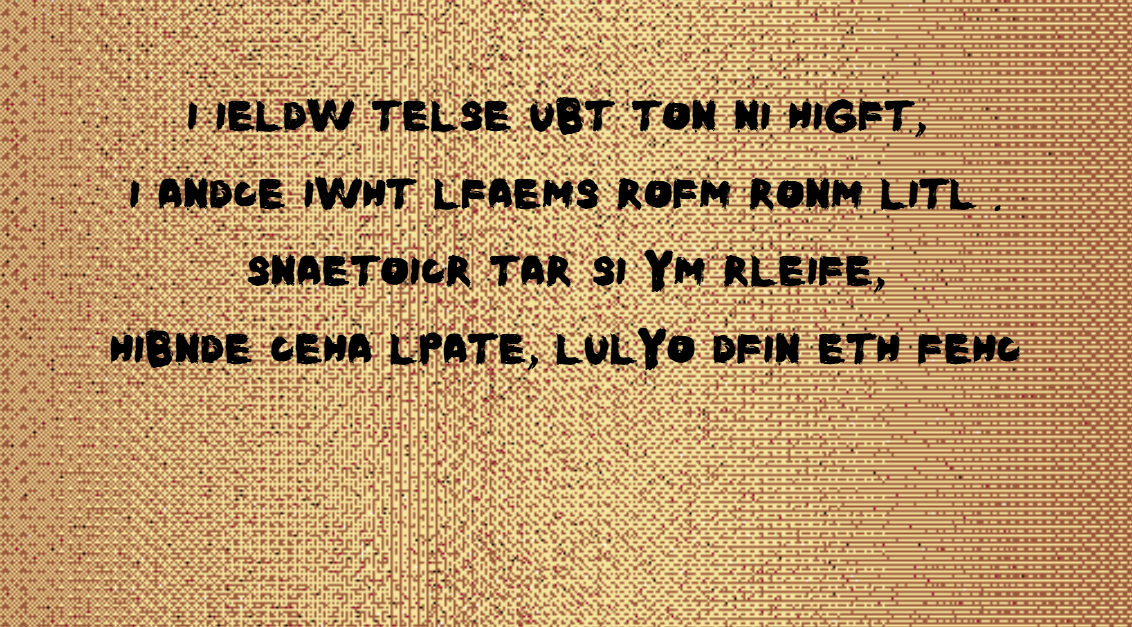 I IELDW TELSE UBT TON NI HIGFT,
I ANDCE IWHT LFAEMS ROFM RONM LITL .
SNAETOICR TAR SI YM RLEIFE,
HIBNDE CEHA LPATE, LULYO DFIN ETH FEHC